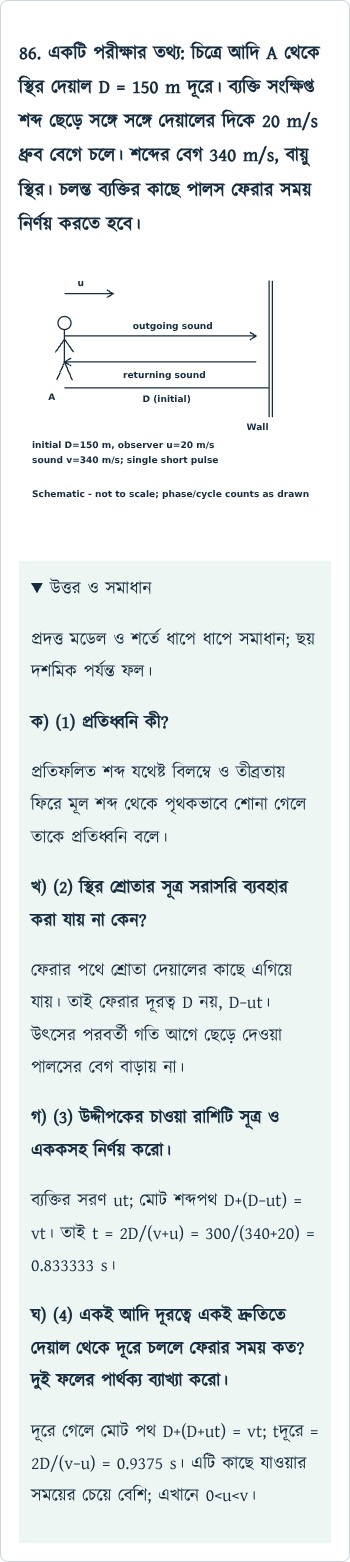 86. একটি পরীক্ষার তথ্য: চিত্রে আদি A থেকে
স্থির দেয়াল D = 150 m দূরে। ব্যক্তি সংক্ষিপ্ত
শব্দ ছেড়ে সঙ্গে সঙ্গে দেয়ালের দিকে 20 m/s
ধ্রুব বেগে চলে। শব্দের বেগ 340 m/s, বায়ু
স্থির। চলন্ত ব্যক্তির কাছে পালস ফেরার সময়
নির্ণয় করতে হবে।
u
outgoing sound
returning sound
A
D (initial)
Wall
initial D=150 m, observer u=20 m/s
sound v=340 m/s; single short pulse
Schematic - not to scale; phase/cycle counts as drawn
▼ উত্তর ও সমাধান
প্রদত্ত মডেল ও শর্তে ধাপে ধাপে সমাধান; ছয়
দশমিক পর্যন্ত ফল।
ক) (1) প্রতিধ্বনি কী?
প্রতিফলিত শব্দ যথেষ্ট বিলম্বে ও তীব্রতায়
ফিরে মূল শব্দ থেকে পৃথকভাবে শোনা গেলে
তাকে প্রতিধ্বনি বলে।
খ) (2) স্থির শ্রোতার সূত্র সরাসরি ব্যবহার
করা যায় না কেন?
ফেরার পথে শ্রোতা দেয়ালের কাছে এগিয়ে
যায়। তাই ফেরার দূরত্ব D নয়, D−ut।
উৎসের পরবর্তী গতি আগে ছেড়ে দেওয়া
পালসের বেগ বাড়ায় না।
গ) (3) উদ্দীপকের চাওয়া রাশিটি সূত্র ও
এককসহ নির্ণয় করো।
ব্যক্তির সরণ ut; মোট শব্দপথ D+(D−ut) =
vt। তাই t = 2D/(v+u) = 300/(340+20) =
0.833333 s।
ঘ) (4) একই আদি দূরত্বে একই দ্রুতিতে
দেয়াল থেকে দূরে চললে ফেরার সময় কত?
দুই ফলের পার্থক্য ব্যাখ্যা করো।
দূরে গেলে মোট পথ D+(D+ut) = vt; tদূরে =
2D/(v−u) = 0.9375 s। এটি কাছে যাওয়ার
সময়ের চেয়ে বেশি; এখানে 0<u<v।